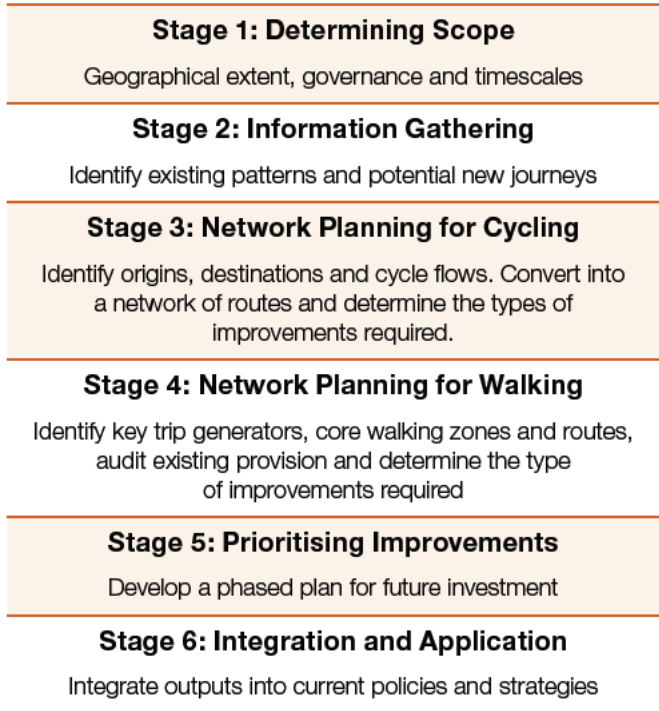 Stage 1: Determining Scope
Geographical extent, governance and timescales
Stage 2: Information Gathering
Identify existing patterns and potential new journeys
Stage 3: Network Planning for Cycling
Identify origins, destinations and cycle flows. Convert into
a network of routes and determine the types of
improvements required.
Stage 4: Network Planning for Walking
Identify key trip generators, core walking zones and routes,
audit existing provision and determine the type
of improvements required
Stage 5: Prioritising Improvements
Develop a phased plan for future investment
Stage 6: Integration and Application
Integrate outputs into current policies and strategies